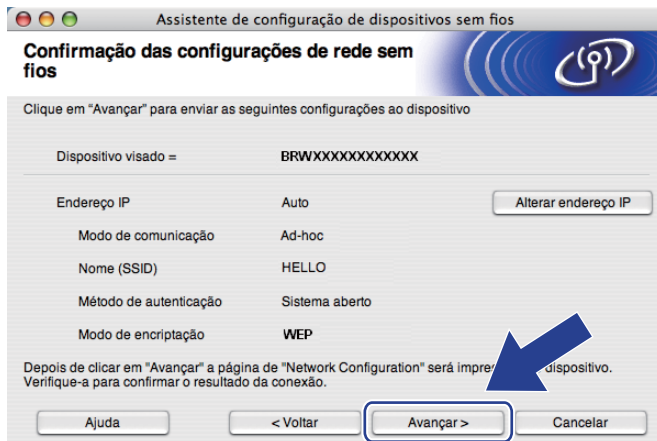 Assistente de configuração de dispositivos sem fios
Confirmação das configurações de rede sem
fios
Clique em “Avançar” para enviar as seguintes configurações ao dispositivo
Dispositivo visado = BRWXXXXXXXXXXXX
Endereço IP Auto Alterar endereço IP
Modo de comunicação Ad-hoc
Nome (SSID) HELLO
Método de autenticação Sistema aberto
Modo de encriptação WEP
Depois de clicar em "Avançar" a página de "Network Configuration" será dispositivo.
Verifique-a para confirmar o resultado da conexão.
Ajuda < Voltar Avançar > Cancelar